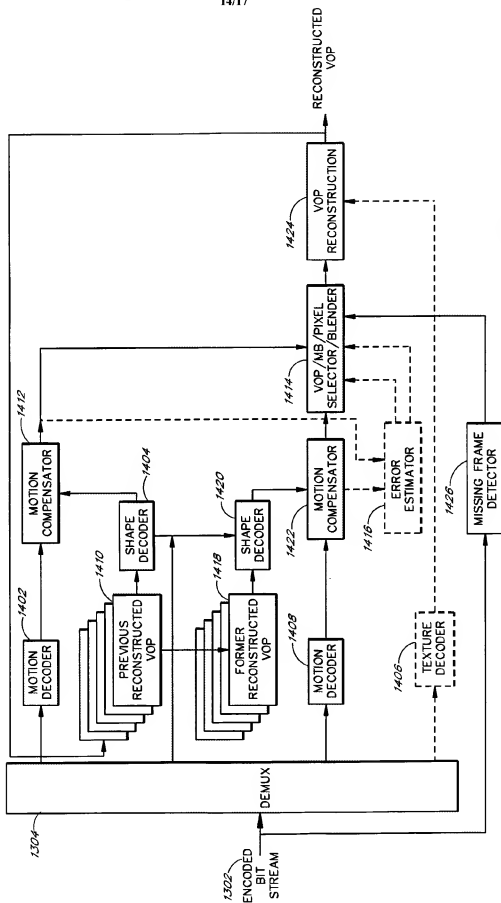 14/17
1304
1302
ENCODED
BIT
STREAM
DEMUX
1402
MOTION DECODER
1412
MOTION
COMPENSATOR
1410
PREVIOUS
RECONSTRUCTED
VOP
1404
SHAPE
DECODER
1418
FORMER
RECONSTRUCTED
VOP
1420
SHAPE
DECODER
1408
MOTION DECODER
1422
MOTION
COMPENSATOR
1414
VOP/MB/PIXEL
SELECTOR/BLENDER
1424
VOP
RECONSTRUCTION
RECONSTRUCTED
VOP
1416
ERROR
ESTIMATOR
1406
TEXTURE
DECODER
1426
MISSING FRAME
DETECTOR